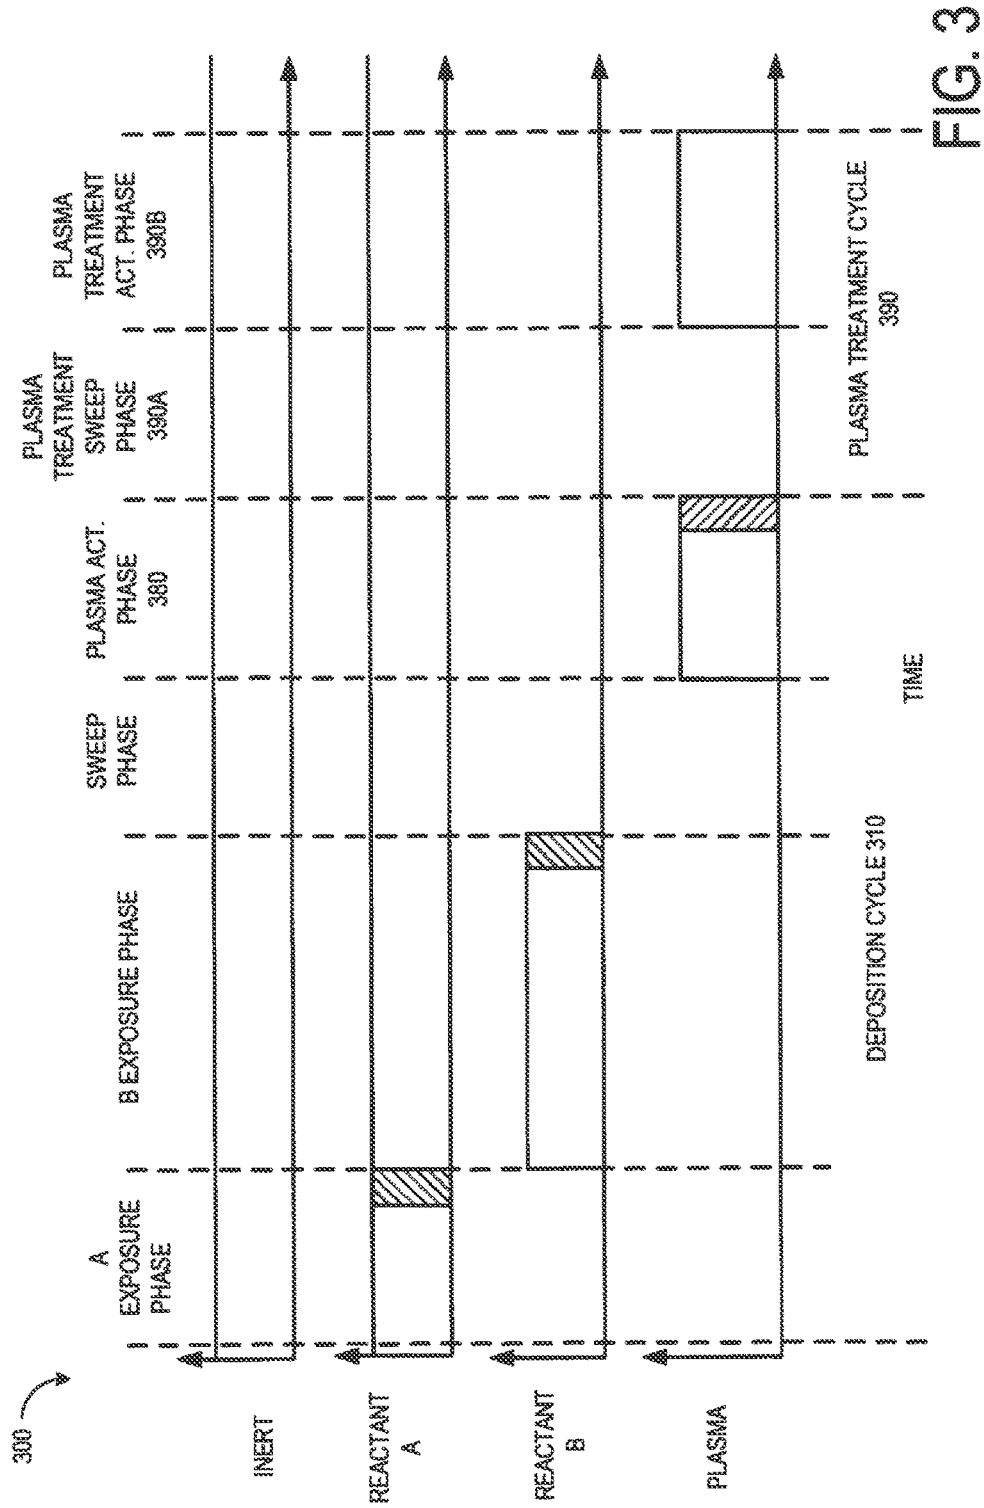 300
A
EXPOSURE
PHASE
B EXPOSURE PHASE
SWEEP
PHASE
PLASMA ACT.
PHASE
380
PLASMA
TREATMENT
SWEEP
PHASE
390A
PLASMA
TREATMENT
ACT. PHASE
390B
INERT
REACTANT
A
REACTANT
B
PLASMA
DEPOSITION CYCLE 310
PLASMA TREATMENT CYCLE
390
TIME
FIG. 3